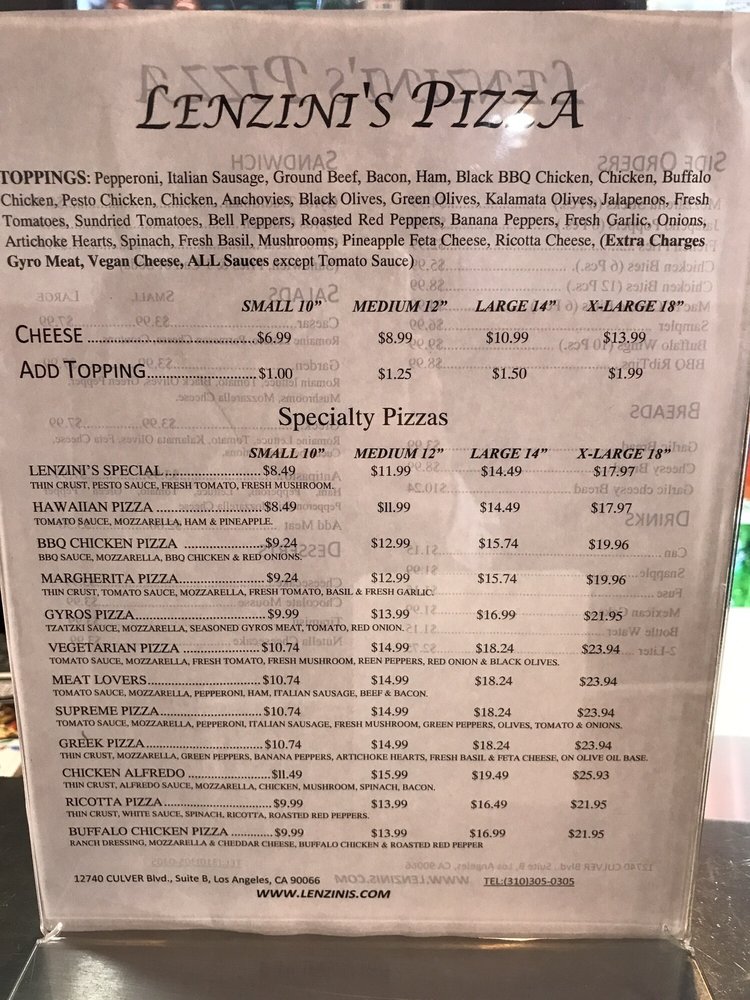 LENZINI'S PIZZA
TOPPINGS: Pepperoni, Italian Sausage, Ground Beef, Bacon, Ham, Black BBQ Chicken, Chicken, Buffalo
Chicken, Pesto Chicken, Chicken, Anchovies, Black Olives, Green Olives, Kalamata Olives, Jalapenos, Fresh
Tomatoes, Sundried Tomatoes, Bell Peppers, Roasted Red Peppers, Banana Peppers, Fresh Garlic, Onions,
Artichoke Hearts, Spinach, Fresh Basil, Mushrooms, Pineapple Feta Cheese, Ricotta Cheese, (Extra Charges
Gyro Meat, Vegan Cheese, ALL Sauces except Tomato Sauce)
SMALL 10” MEDIUM 12” LARGE 14” X-LARGE 18”
CHEESE ........................................$6.99 $8.99 $10.99 $13.99
ADD TOPPING..........................$1.00 $1.25 $1.50 $1.99
Specialty Pizzas
SMALL 10” MEDIUM 12” LARGE 14” X-LARGE 18”
LENZINI’S SPECIAL........................$8.49 $11.99 $14.49 $17.97
THIN CRUST, PESTO SAUCE, FRESH TOMATO, FRESH MUSHROOM.
HAWAIIAN PIZZA ..........................$8.49 $11.99 $14.49 $17.97
TOMATO SAUCE, MOZZARELLA, HAM & PINEAPPLE.
BBQ CHICKEN PIZZA ....................$9.24 $12.99 $15.74 $19.96
BBQ SAUCE, MOZZARELLA, BBQ CHICKEN & RED ONIONS.
MARGHERITA PIZZA.....................$9.24 $12.99 $15.74 $19.96
THIN CRUST, TOMATO SAUCE, MOZZARELLA, FRESH TOMATO, BASIL & FRESH GARLIC.
GYROS PIZZA................................$9.99 $13.99 $16.99 $21.95
TZATZKI SAUCE, MOZZARELLA, SEASONED GYROS MEAT, TOMATO, RED ONION.
VEGETARIAN PIZZA ....................$10.74 $14.99 $18.24 $23.94
TOMATO SAUCE, MOZZARELLA, FRESH TOMATO, FRESH MUSHROOM, REEN PEPPERS, RED ONION & BLACK OLIVES.
MEAT LOVERS.............................$10.74 $14.99 $18.24 $23.94
TOMATO SAUCE, MOZZARELLA, PEPPERONI, HAM, ITALIAN SAUSAGE, BEEF & BACON.
SUPREME PIZZA..........................$10.74 $14.99 $18.24 $23.94
TOMATO SAUCE, MOZZARELLA, PEPPERONI, ITALIAN SAUSAGE, FRESH MUSHROOM, GREEN PEPPERS, OLIVES, TOMATO & ONIONS.
GREEK PIZZA..............................$10.74 $14.99 $18.24 $23.94
THIN CRUST, MOZZARELLA, GREEN PEPPERS, BANANA PEPPERS, ARTICHOKE HEARTS, FRESH BASIL & FETA CHEESE, ON OLIVE OIL BASE.
CHICKEN ALFREDO .....................$11.49 $15.99 $19.49 $25.93
THIN CRUST, ALFREDO SAUCE, MOZZARELLA, CHICKEN, MUSHROOM, SPINACH, BACON.
RICOTTA PIZZA...........................$9.99 $13.99 $16.49 $21.95
THIN CRUST, WHITE SAUCE, SPINACH, RICOTTA, ROASTED RED PEPPERS.
BUFFALO CHICKEN PIZZA ...........$9.99 $13.99 $16.99 $21.95
RANCH DRESSING, MOZZARELLA & CHEDDAR CHEESE, BUFFALO CHICKEN & ROASTED RED PEPPER
12740 CULVER Blvd., Suite B, Los Angeles, CA 90066 TEL:(310)305-0305
WWW.LENZINIS.COM